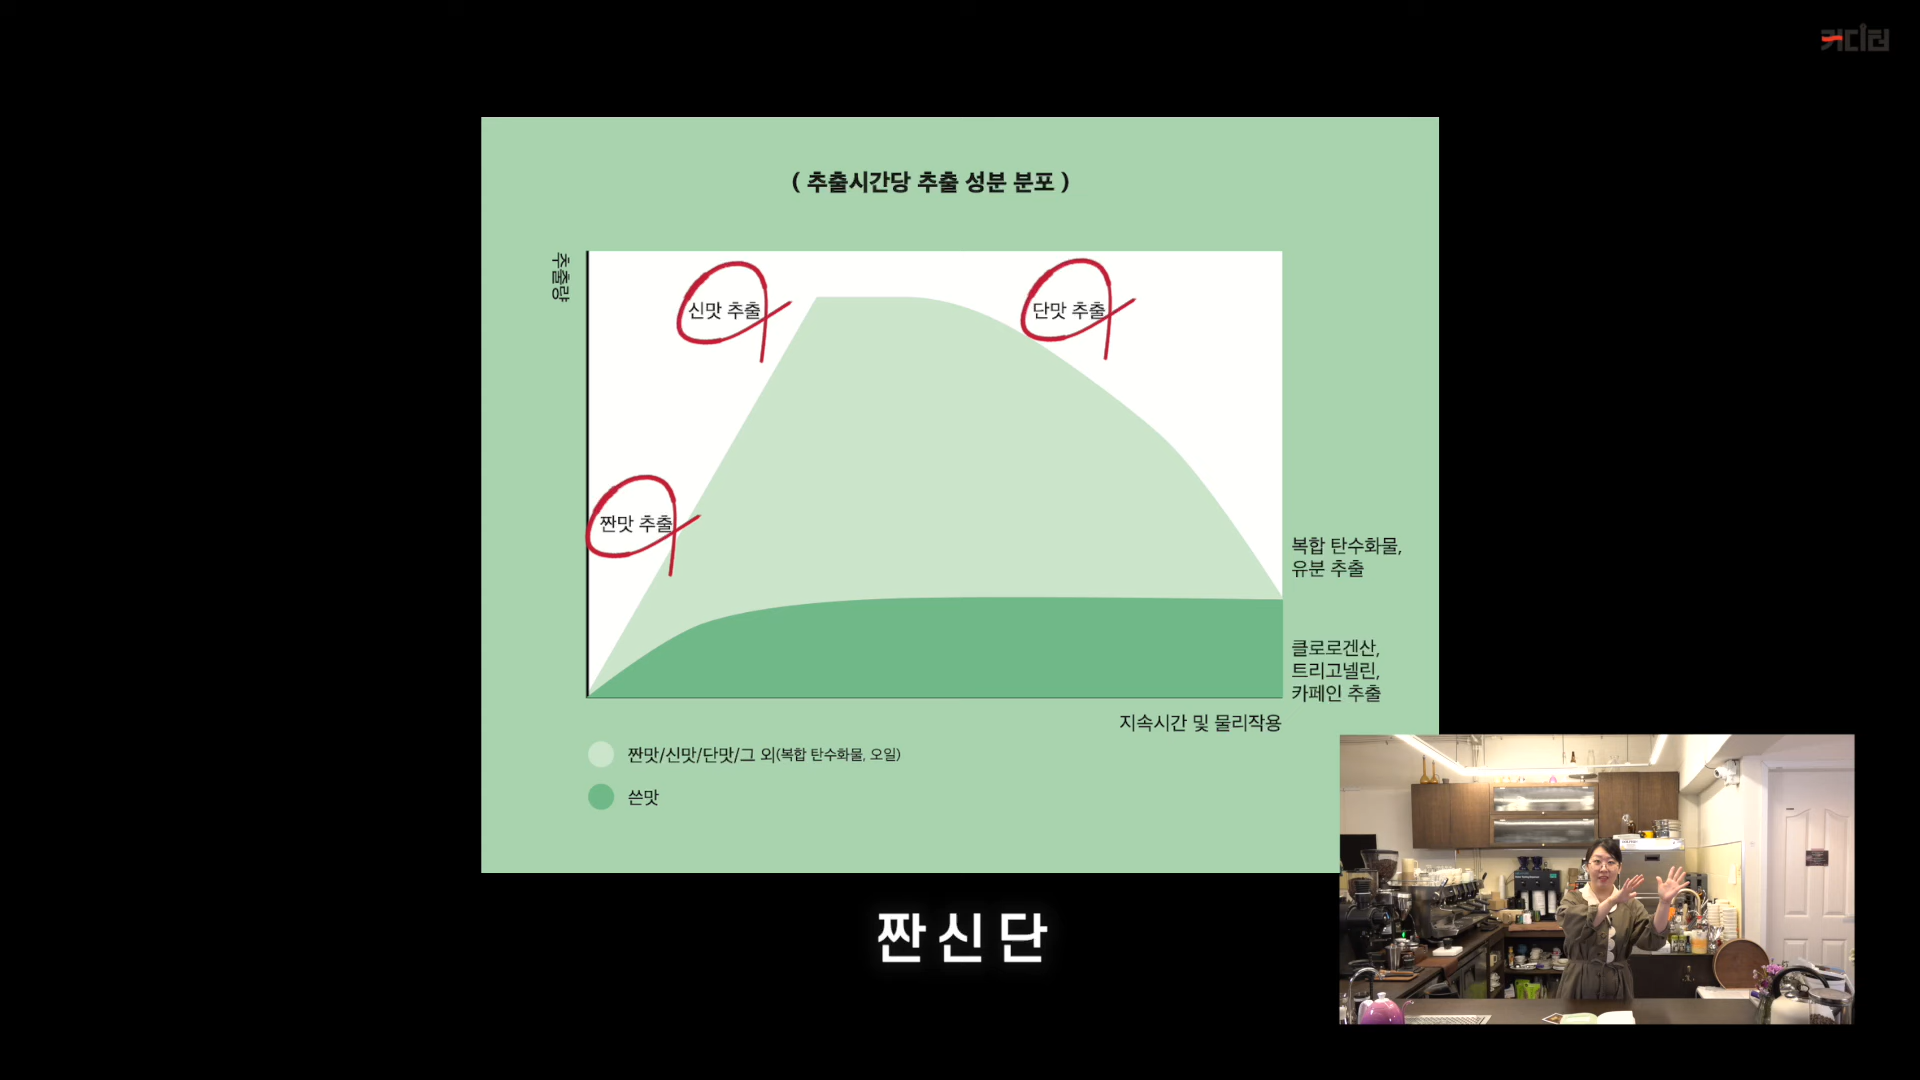 커디터
( 추출시간당 추출 성분 분포 )
추출량
신맛 추출
단맛 추출
짠맛 추출
복합 탄수화물,
유분 추출
클로로겐산,
트리고넬린,
카페인 추출
지속시간 및 물리작용
짠맛/신맛/단맛/그 외(복합 탄수화물, 오일)
쓴맛
짠 신 단